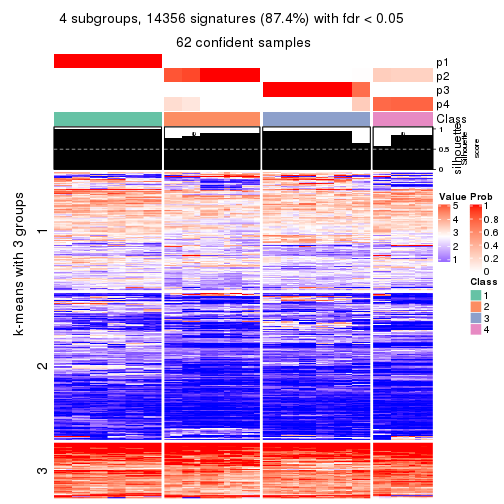 4 subgroups, 14356 signatures (87.4%) with fdr < 0.05
62 confident samples
p1
p2
p3
p4
Class
silhouette
Silhouette
score
1
0.5
0
k-means with 3 groups
1
2
3
Value
5
4
3
2
1
Prob
1
0.8
0.6
0.4
0.2
0
Class
1
2
3
4